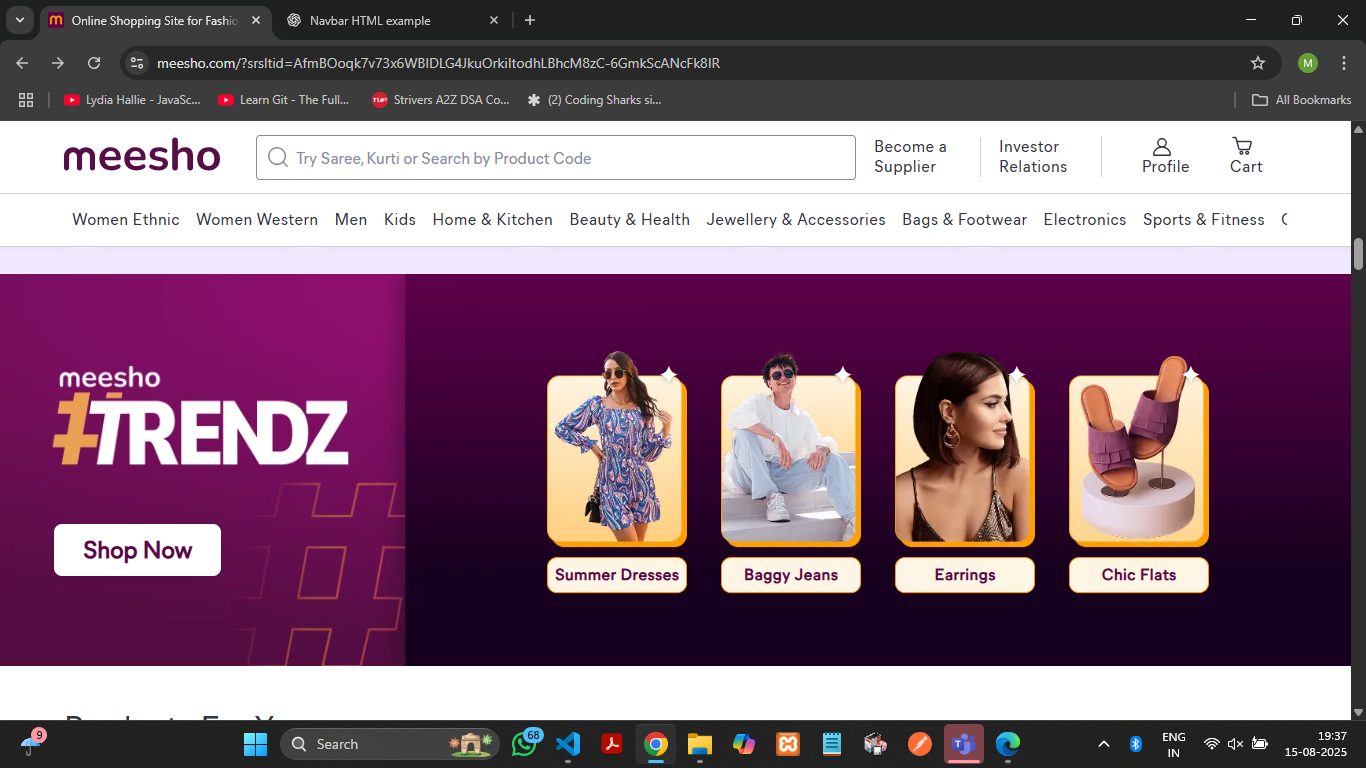 Online Shopping Site for Fashio
Navbar HTML example
meesho.com/?srsltid=AfmBOoqk7v73x6WBIDLG4JkuOrkiItodhLBhcM8zC-6GmkScANcFk8IR
M
Lydia Hallie - JavaSc...
Learn Git - The Full...
TUF
Strivers A2Z DSA Co...
(2) Coding Sharks si...
All Bookmarks
meesho
Try Saree, Kurti or Search by Product Code
Become a
Supplier
Investor
Relations
Profile
Cart
Women Ethnic
Women Western
Men
Kids
Home & Kitchen
Beauty & Health
Jewellery & Accessories
Bags & Footwear
Electronics
Sports & Fitness
meesho
#TRENDZ
Shop Now
Summer Dresses
Baggy Jeans
Earrings
Chic Flats
9
Search
68
ENG
IN
19:37
15-08-2025